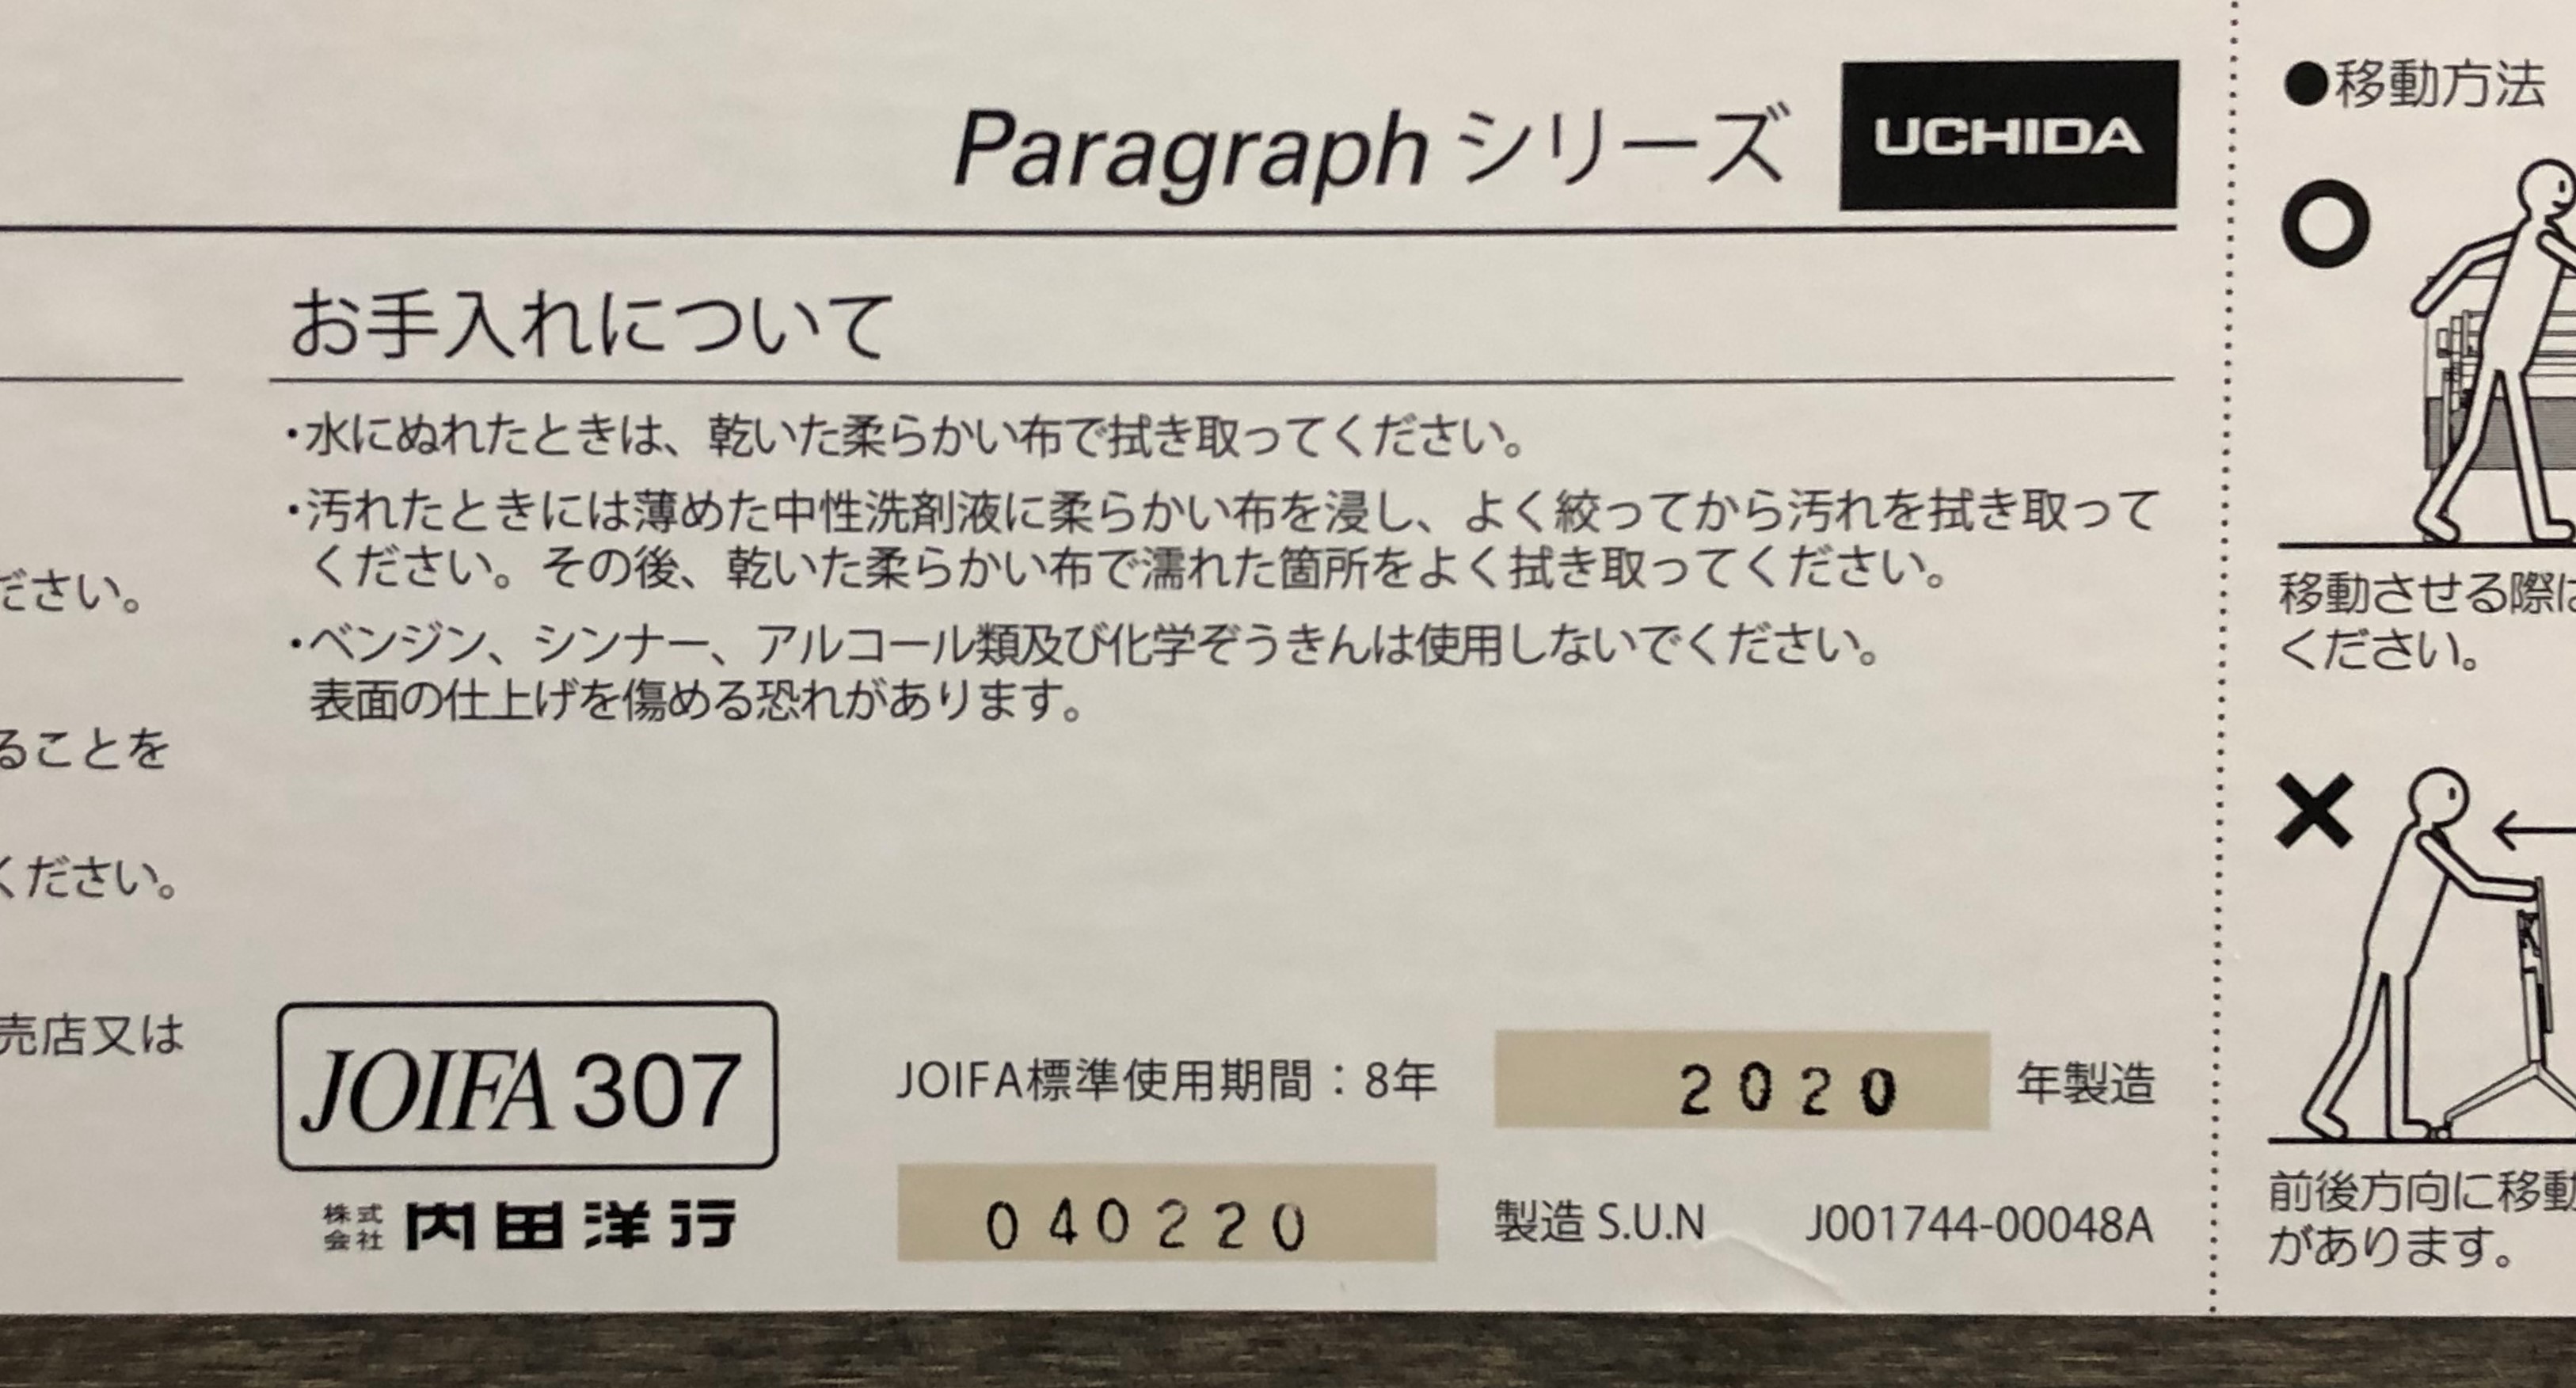 Paragraph シリーズ
UCHIDA
お手入れについて
・水にぬれたときは、乾いた柔らかい布で拭き取ってください。
・汚れたときには薄めた中性洗剤液に柔らかい布を浸し、よく絞ってから汚れを拭き取って
ください。その後、乾いた柔らかい布で濡れた箇所をよく拭き取ってください。
・ベンジン、シンナー、アルコール類及び化学ぞうきんは使用しないでください。
表面の仕上げを傷める恐れがあります。
ださい。
ることを
ください。
売店又は
JOIFA 307
株式会社 内田洋行
JOIFA標準使用期間：8年
2020 年製造
040220
製造 S.U.N
J001744-00048A
●移動方法
移動させる際は
ください。
前後方向に移動
があります。